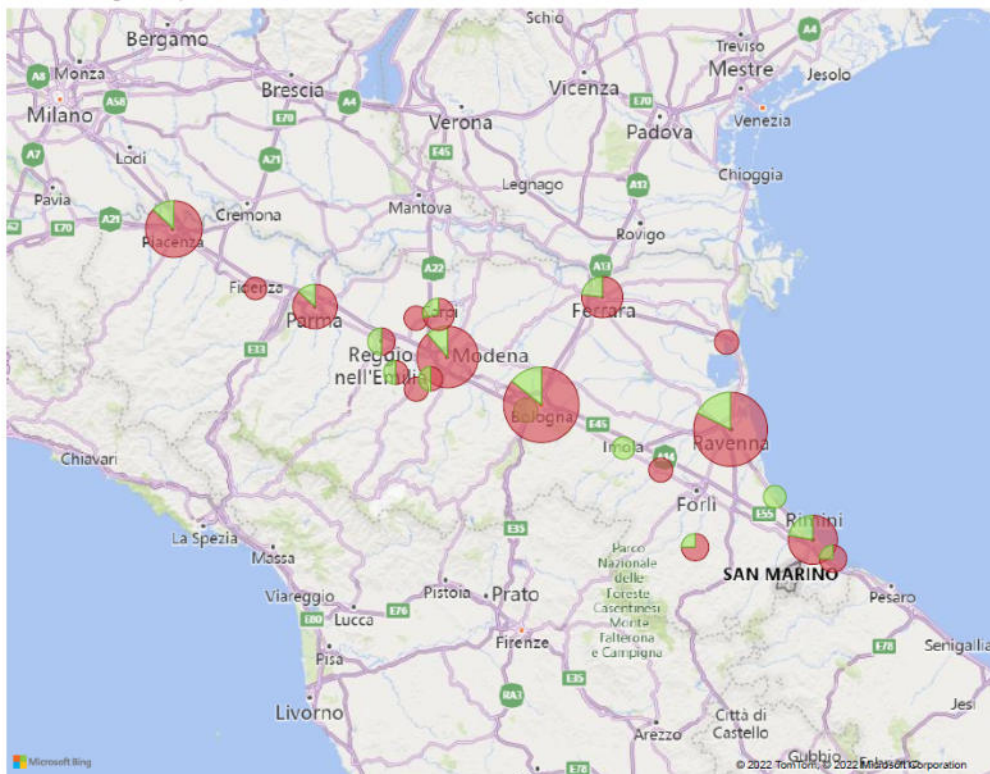 Schio
Bergamo
A4
Treviso
Monza
Mestre
Jesolo
A8
Brescia
Vicenza
A58
A4
E70
Milano
E70
Verona
Padova
Venezia
A7
Lodi
A21
E45
A13
Chioggia
Legnago
Pavia
Cremona
Mantova
A21
E70
Rovigo
Piacenza
A22
A13
Fidenza
Carpi
Parma
Ferrara
E33
Reggio
nell'Emilia
Modena
Bologna
E45
Imola
A14
Ravenna
Chiavari
Forlì
E55
Rimini
E35
La Spezia
Massa
Parco
Nazionale
delle
Foreste
Casentinesi
Monte
Falterona
e Campigna
SAN MARINO
Pistoia
Prato
Pesaro
Viareggio
E76
Lucca
E80
Firenze
E78
Senigallia
Pisa
E35
RA3
Livorno
Città di
Castello
Jesi
Arezzo
Gubbio
E78
Microsoft Bing
© 2022 TomTom, © 2022 Microsoft Corporation